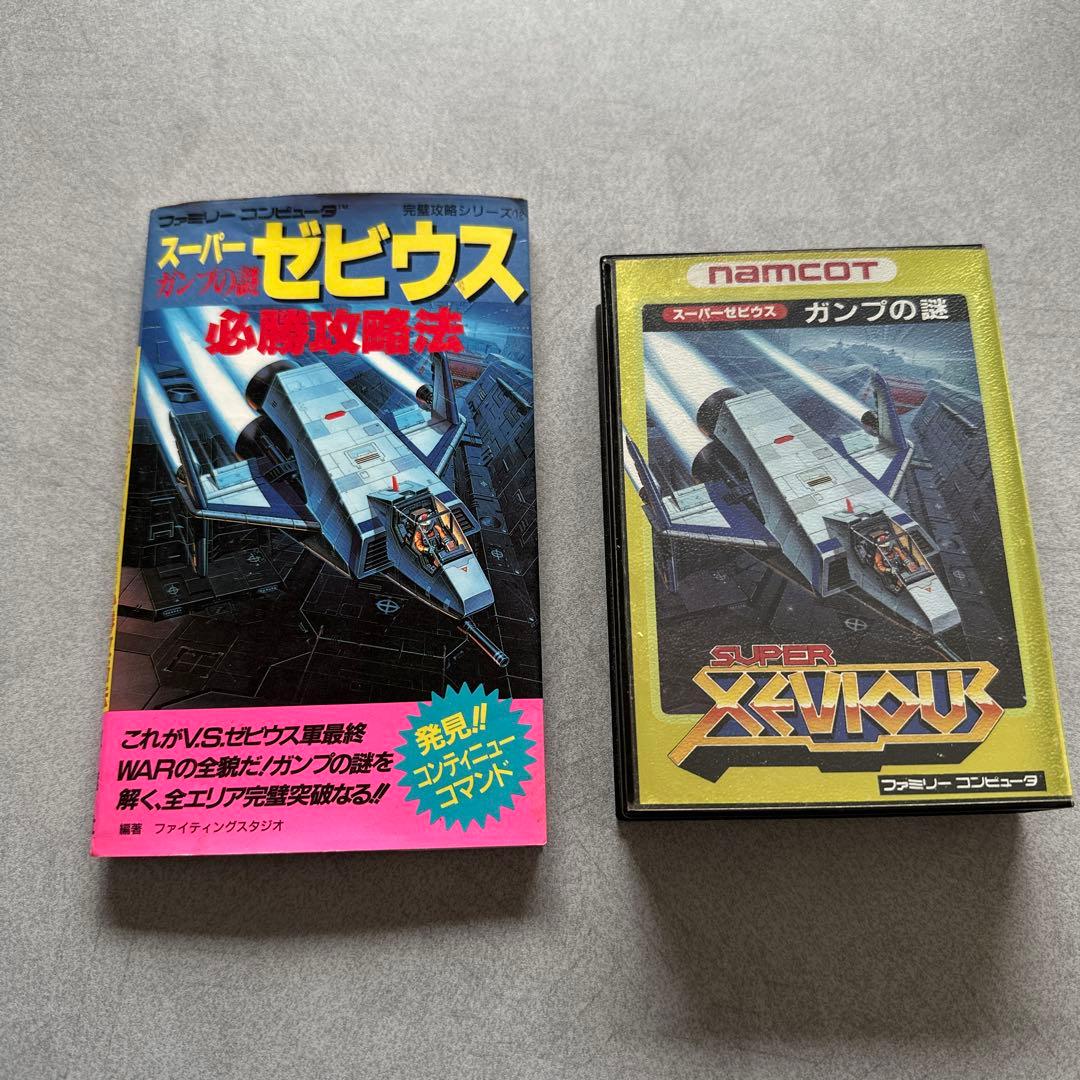 ファミリー コンピュータ™
完璧攻略シリーズ
スーパー
ゼビウス
ガンプの謎
必勝攻略法
これがV.S.ゼビウス軍最終
WARの全貌だ!ガンプの謎を
解く、全エリア完璧突破なる!!
編著 ファイティングスタジオ
発見!!
コンティニュー
コマンド
namcot
スーパーゼビウス
ガンプの謎
SUPER
XEVIOUS
ファミリー コンピュータ